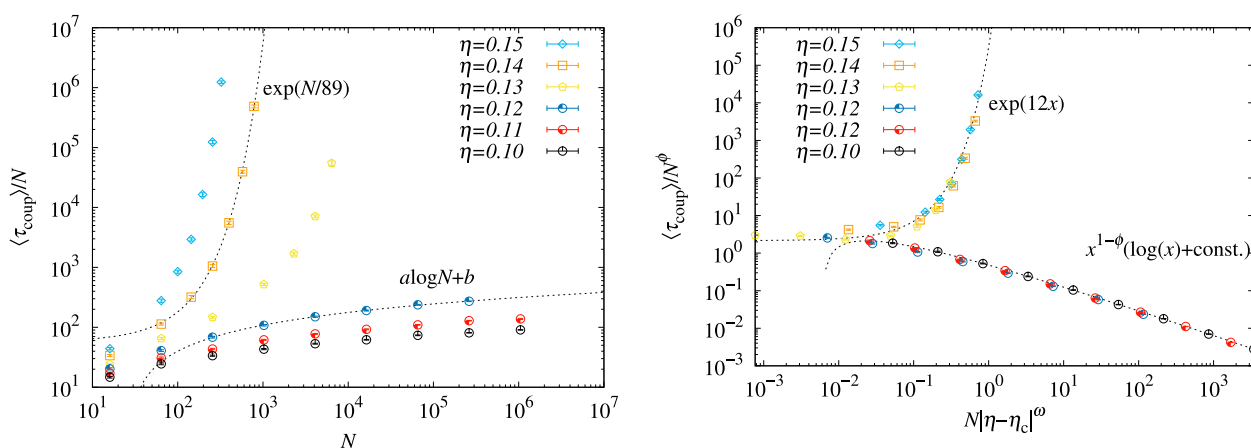 ⟨τ_coup⟩/N
10^7
10^6
10^5
10^4
10^3
10^2
10^1
10^1 10^2 10^3 10^4 10^5 10^6 10^7
N
η=0.15
η=0.14
η=0.13
η=0.12
η=0.11
η=0.10
exp(N/89)
alogN+b
⟨τ_coup⟩/N^ϕ
10^6
10^5
10^4
10^3
10^2
10^1
10^0
10^-1
10^-2
10^-3
10^-3 10^-2 10^-1 10^0 10^1 10^2 10^3
N|η−η_c|^ω
η=0.15
η=0.14
η=0.13
η=0.12
η=0.12
η=0.10
exp(12x)
x^{1−ϕ}(log(x)+const.)